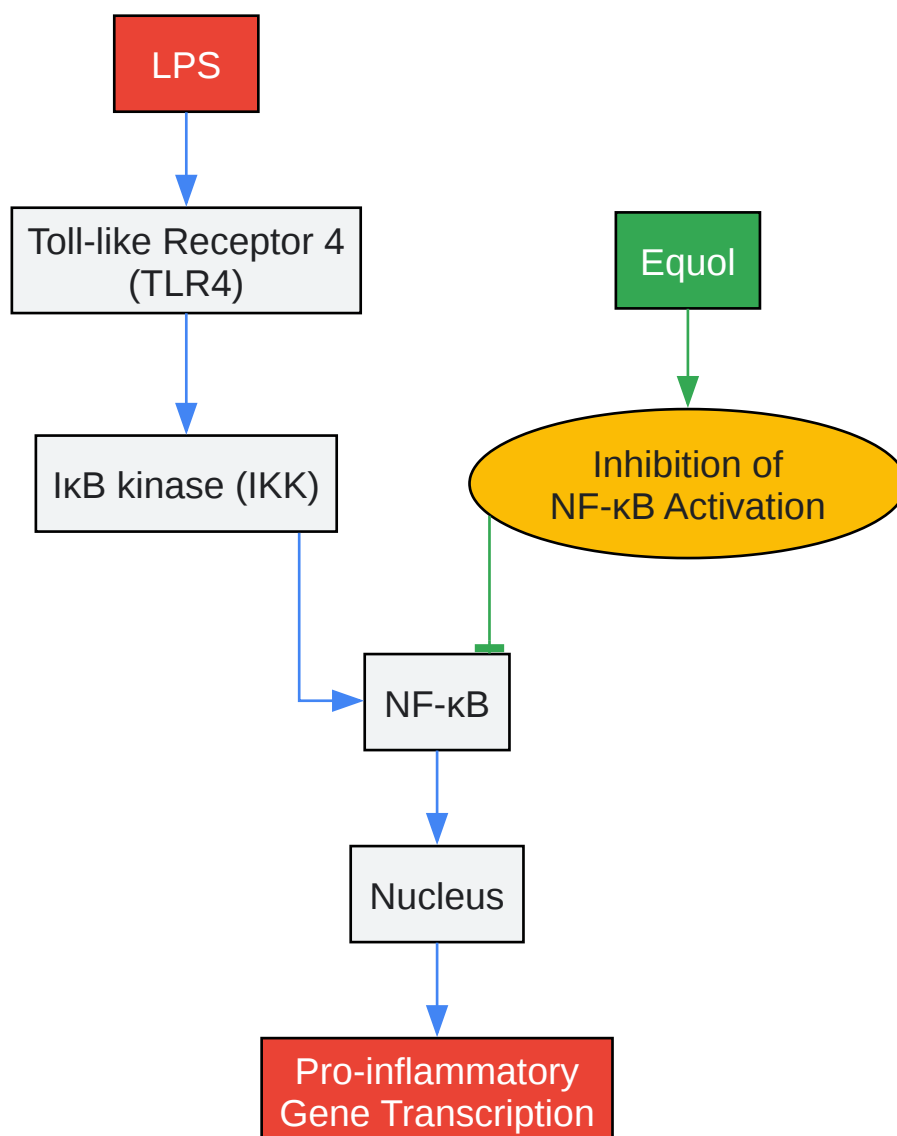 LPS
Toll-like Receptor 4
(TLR4)
Equol
IκB kinase (IKK)
Inhibition of
NF-κB Activation
NF-κB
Nucleus
Pro-inflammatory
Gene Transcription